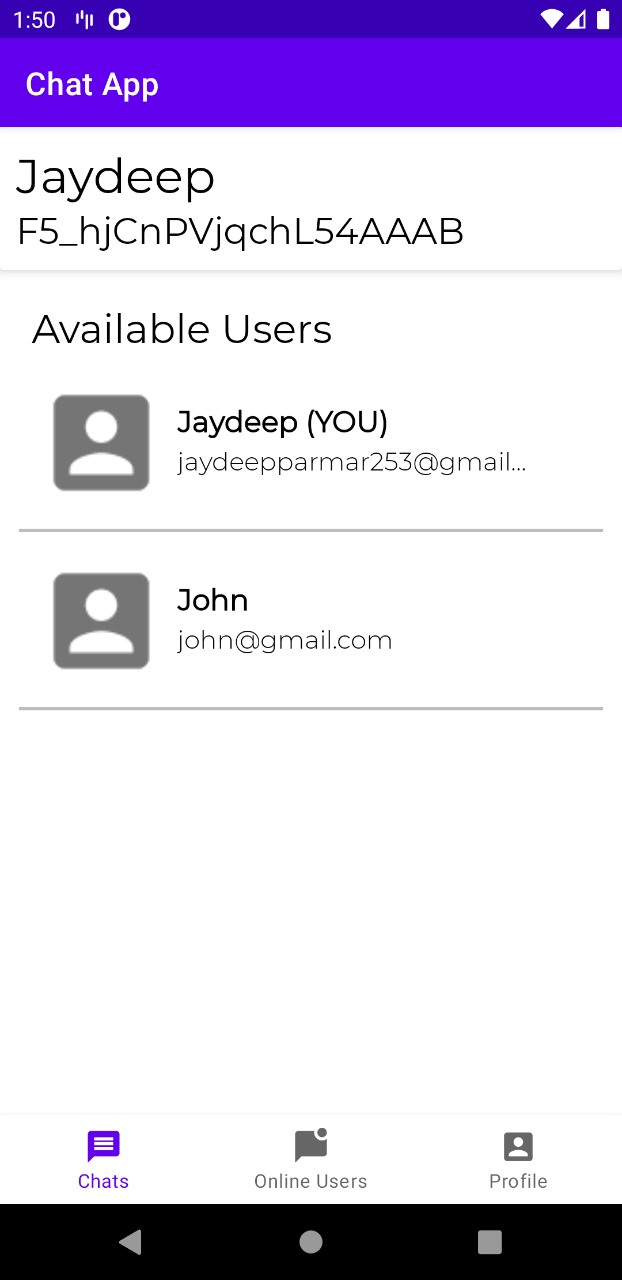 1:50
Chat App
Jaydeep
F5_hjCnPVjqchL54AAAB
Available Users
Jaydeep (YOU)
jaydeepparmar253@gmail...
John
john@gmail.com
Chats
Online Users
Profile